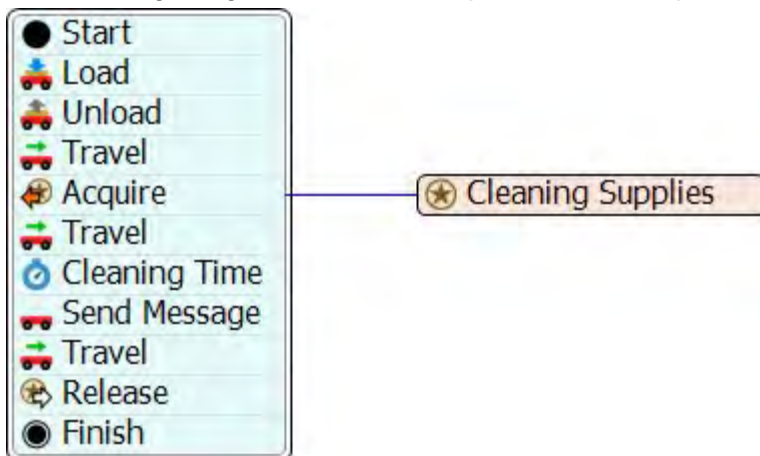 Start
Load
Unload
Travel
Acquire
Cleaning Supplies
Travel
Cleaning Time
Send Message
Travel
Release
Finish